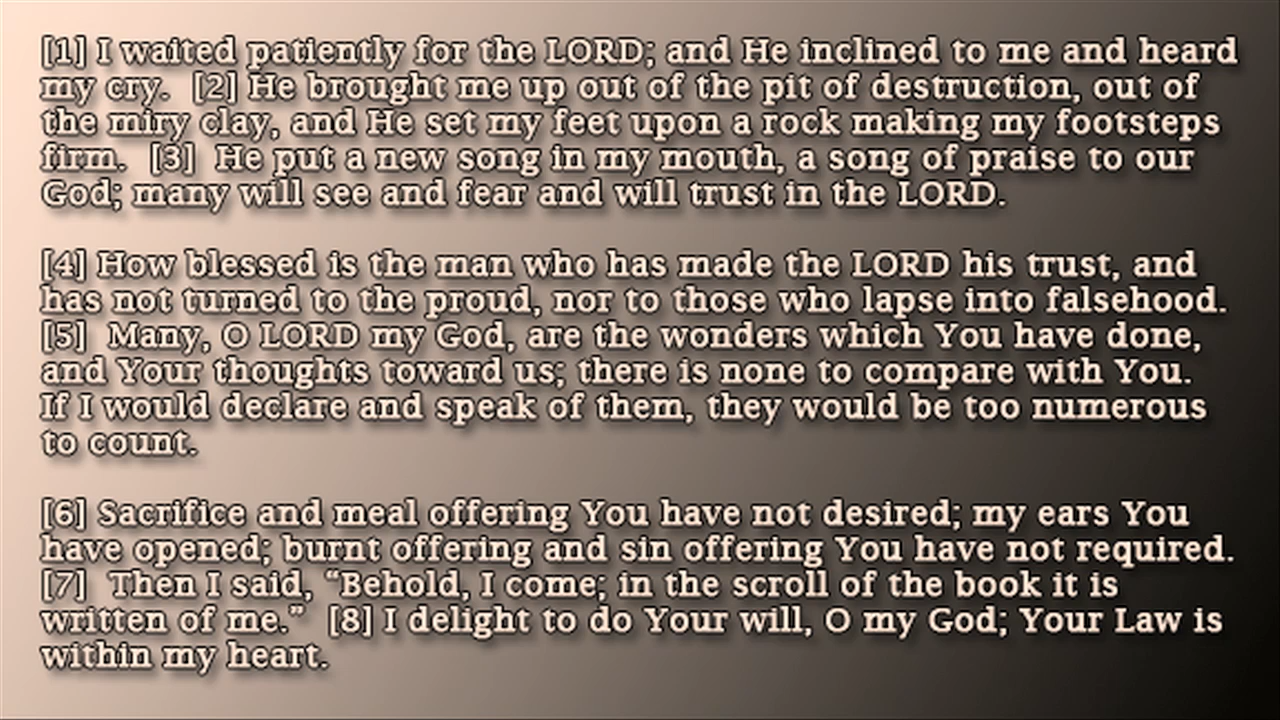 [1] I waited patiently for the LORD; and He inclined to me and heard
my cry.  [2] He brought me up out of the pit of destruction, out of
the miry clay, and He set my feet upon a rock making my footsteps
firm.  [3]  He put a new song in my mouth, a song of praise to our
God; many will see and fear and will trust in the LORD.
[4] How blessed is the man who has made the LORD his trust, and
has not turned to the proud, nor to those who lapse into falsehood.
[5]  Many, O LORD my God, are the wonders which You have done,
and Your thoughts toward us; there is none to compare with You.
If I would declare and speak of them, they would be too numerous
to count.
[6] Sacrifice and meal offering You have not desired; my ears You
have opened; burnt offering and sin offering You have not required.
[7]  Then I said, “Behold, I come; in the scroll of the book it is
written of me.”  [8] I delight to do Your will, O my God; Your Law is
within my heart.